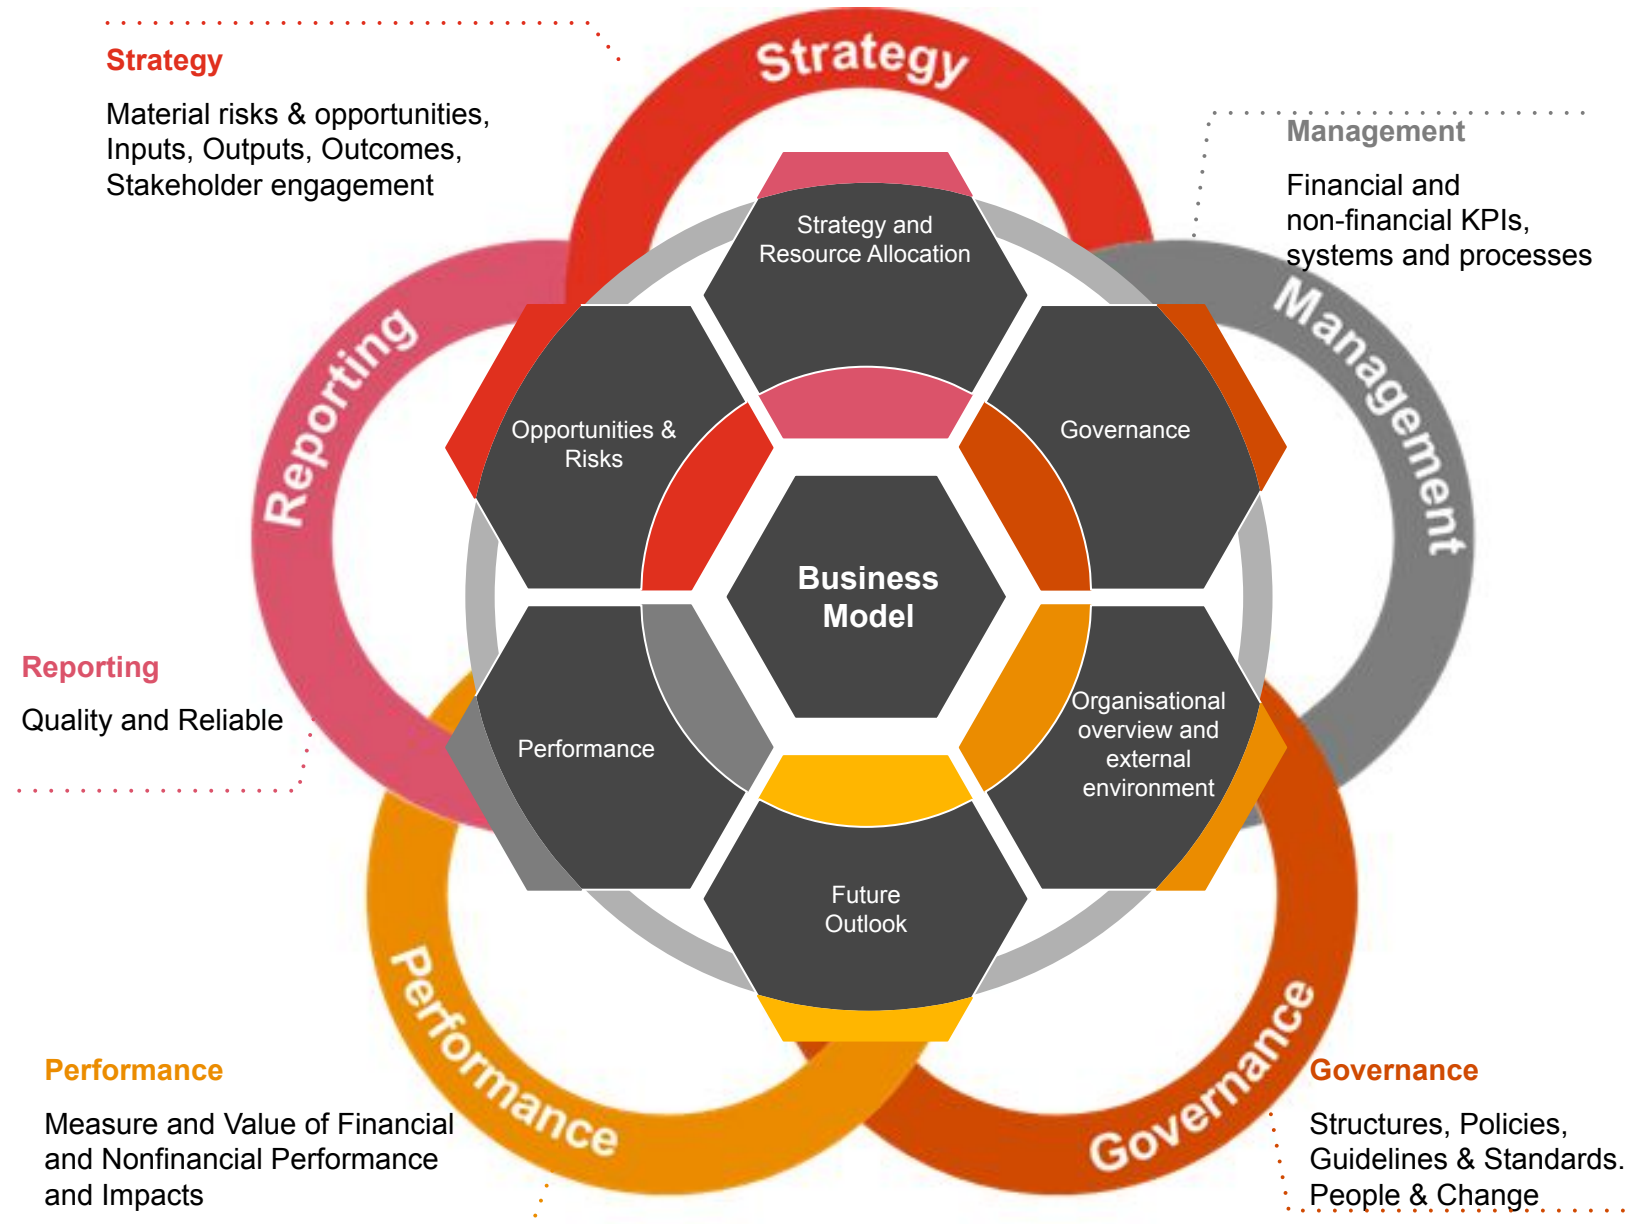 Strategy
Material risks & opportunities,
Inputs, Outputs, Outcomes,
Stakeholder engagement
Strategy
Management
Financial and
non-financial KPIs,
systems and processes
Management
Reporting
Strategy and
Resource Allocation
Opportunities &
Risks
Governance
Business
Model
Performance
Organisational
overview and
external
environment
Future
Outlook
Reporting
Quality and Reliable
Performance
Governance
Performance
Measure and Value of Financial
and Nonfinancial Performance
and Impacts
Governance
Structures, Policies,
Guidelines & Standards.
People & Change